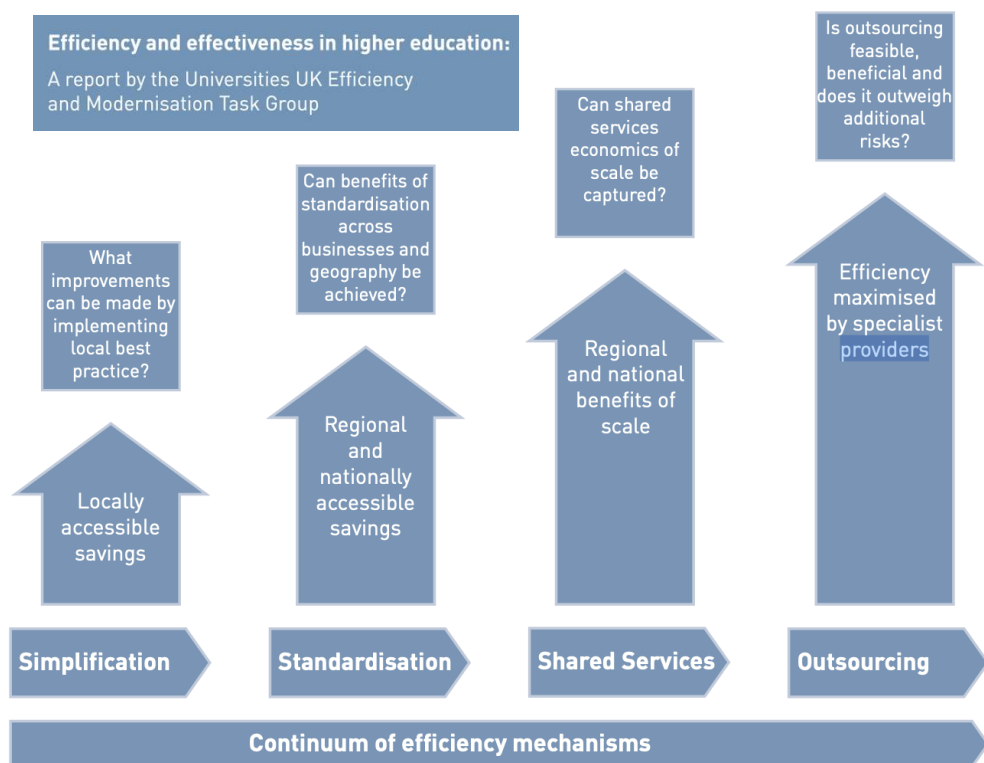 Efficiency and effectiveness in higher education:
A report by the Universities UK Efficiency
and Modernisation Task Group
What
improvements
can be made by
implementing
local best
practice?
Can benefits of
standardisation
across
businesses and
geography be
achieved?
Can shared
services
economics of
scale be
captured?
Is outsourcing
feasible,
beneficial and
does it outweigh
additional
risks?
Locally
accessible
savings
Regional
and
nationally
accessible
savings
Regional
and national
benefits of
scale
Efficiency
maximised
by specialist
providers
Simplification
Standardisation
Shared Services
Outsourcing
Continuum of efficiency mechanisms